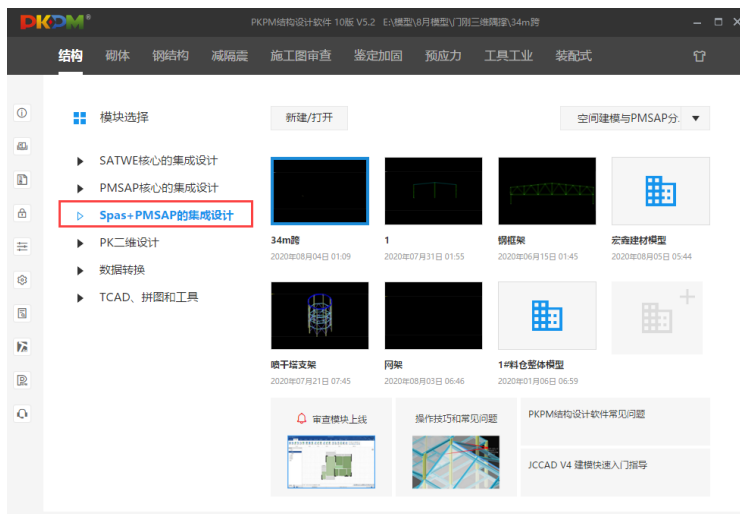 PKPM®
PKPM结构设计软件 10版 V5.2 E:\模型\8月模型\门刚三维隅撑\34m跨
结构 砌体 钢结构 减隔震 施工图审查 鉴定加固 预应力 工具工业 装配式
模块选择
新建/打开
空间建模与PMSAP分.
SATWE核心的集成设计
PMSAP核心的集成设计
Spas+PMSAP的集成设计
PK二维设计
数据转换
TCAD、拼图和工具
34m跨 1 钢框架 宏鑫建材模型
2020年08月04日 01:09 2020年07月31日 01:55 2020年06月15日 01:45 2020年08月05日 05:44
喷干塔支架 网架 1#料仓整体模型
2020年07月21日 07:45 2020年08月03日 06:46 2020年01月06日 06:59
审查模块上线
操作技巧和常见问题
PKPM结构设计软件常见问题
JCCAD V4 建模快速入门指导